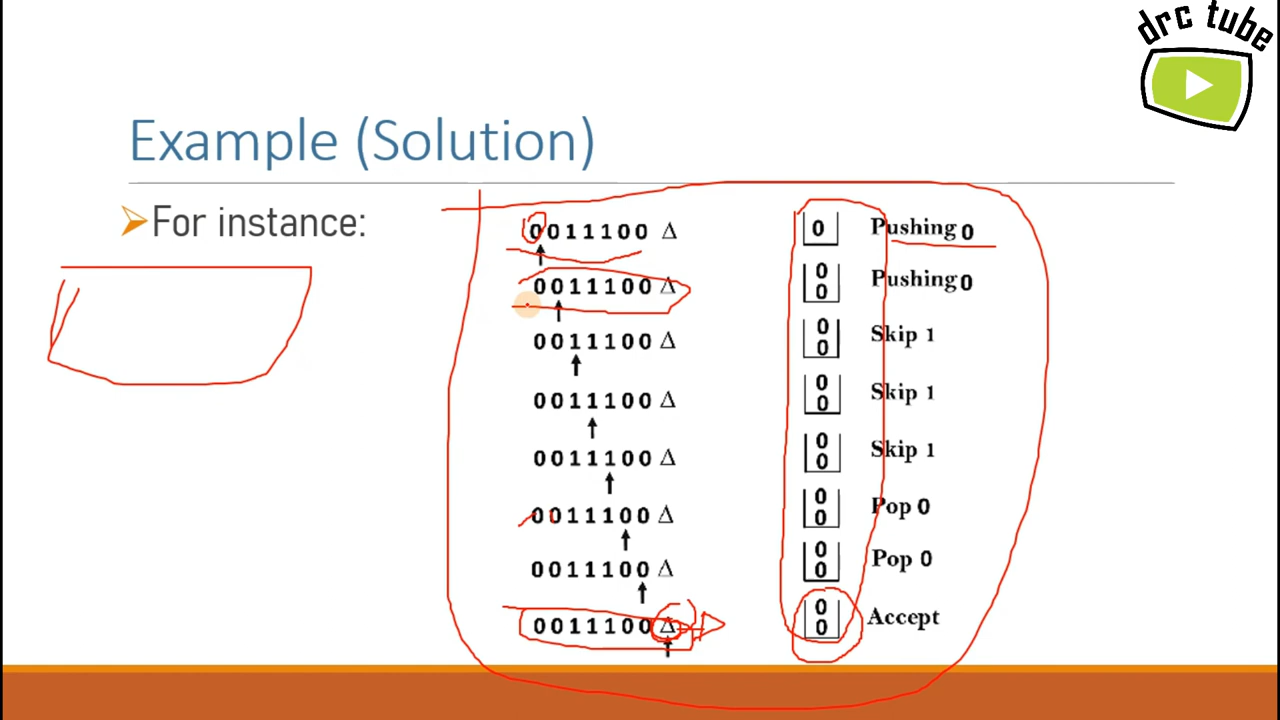 drc tube
Example (Solution)
For instance:
0011100 Δ 0 Pushing 0
0011100 Δ 0 0 Pushing 0
0011100 Δ 0 0 Skip 1
0011100 Δ 0 0 Skip 1
0011100 Δ 0 0 Skip 1
0011100 Δ 0 0 Pop 0
0011100 Δ 0 0 Pop 0
0011100 Δ 0 0 Accept